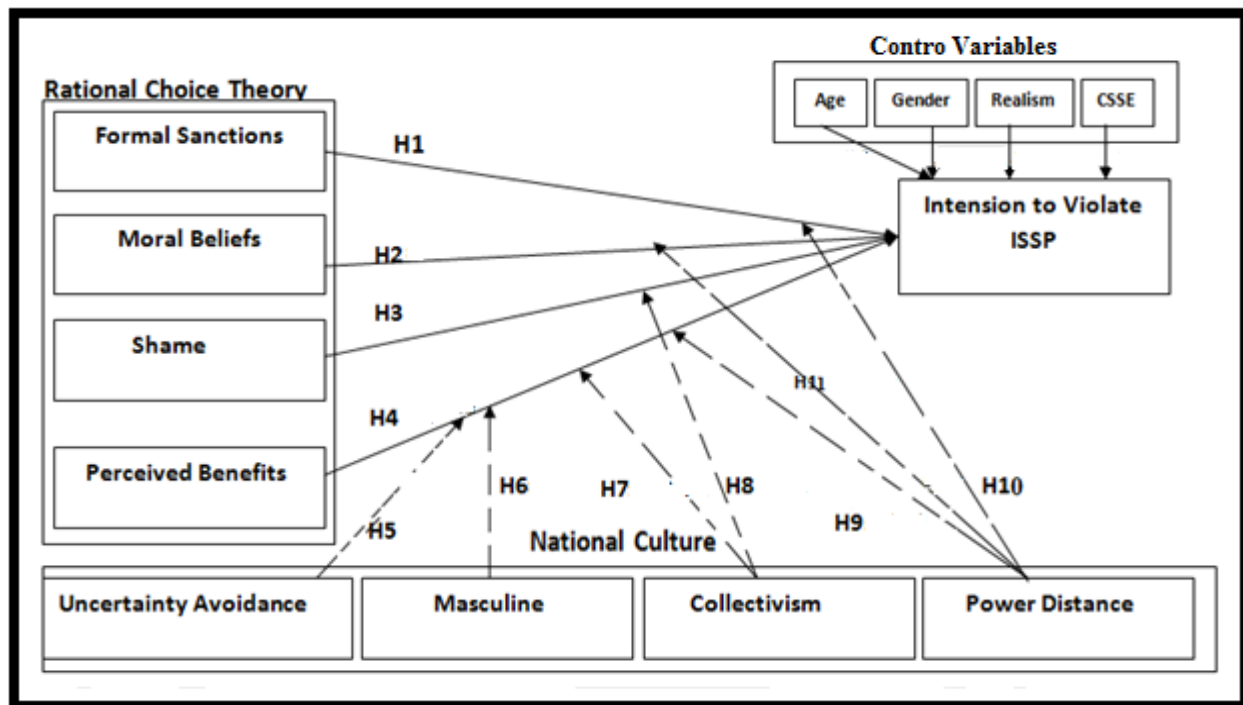 Contro Variables
Age Gender Realism CSSE
Rational Choice Theory
Formal Sanctions
H1
Intension to Violate
ISSP
Moral Beliefs
H2
H3
Shame
H11
H4
Perceived Benefits
H6
H7
H8
H10
H5
H9
National Culture
Uncertainty Avoidance Masculine Collectivism Power Distance